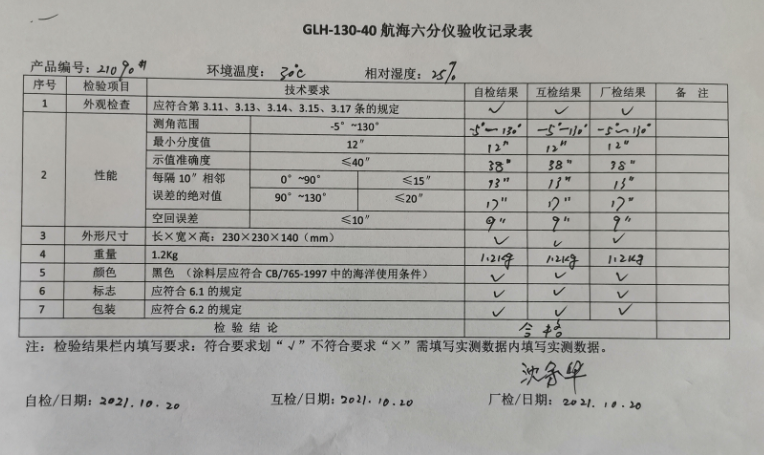 GLH-130-40 航海六分仪验收记录表
产品编号: 21090# 环境温度: 30℃ 相对湿度: 25%
序号 检验项目 技术要求 自检结果 互检结果 厂检结果 备 注
1 外观检查 应符合第 3.11、3.13、3.14、3.15、3.17 条的规定 ✓ ✓ ✓
2 性能 测角范围 -5°~130° -5°~130° -5°~130° -5°~130°
最小分度值 12" 12" 12" 12"
示值准确度 ≤40" 38" 38" 38"
每隔 10" 相邻误差的绝对值 0°~90° ≤15" 13" 13" 13"
90°~130° ≤20" 17" 17" 17"
空回误差 ≤10" 9" 9" 9"
3 外形尺寸 长×宽×高: 230×230×140（mm） ✓ ✓ ✓
4 重量 1.2Kg 1.2kg 1.2kg 1.2kg
5 颜色 黑色 （涂料层应符合 CB/765-1997 中的海洋使用条件） ✓ ✓ ✓
6 标志 应符合 6.1 的规定 ✓ ✓ ✓
7 包装 应符合 6.2 的规定 ✓ ✓ ✓
检 验 结 论 合格
注: 检验结果栏内填写要求: 符合要求划“√”不符合要求“×”需填写实测数据内填写实测数据。
自检/日期: 2021.10.20 互检/日期: 2021.10.20 厂检/日期: 2021.10.20